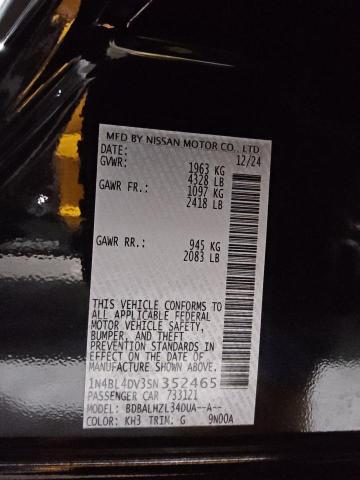 MFD BY NISSAN MOTOR CO., LTD.
DATE: 12/24
GVWR: 1963 KG
4328 LB
GAWR FR: 1097 KG
2418 LB
GAWR RR.: 945 KG
2083 LB
THIS VEHICLE CONFORMS TO
ALL APPLICABLE FEDERAL
MOTOR VEHICLE SAFETY,
BUMPER, AND THEFT
PREVENTION STANDARDS IN
EFFECT ON THE DATE OF
MANUFACTURE SHOWN ABOVE.
1N4BL4DV3SN352465
PASSENGER CAR 733121
MODEL: BDBALHZL34DUA--A--
COLOR: KH3 TRIM: G 9N00A